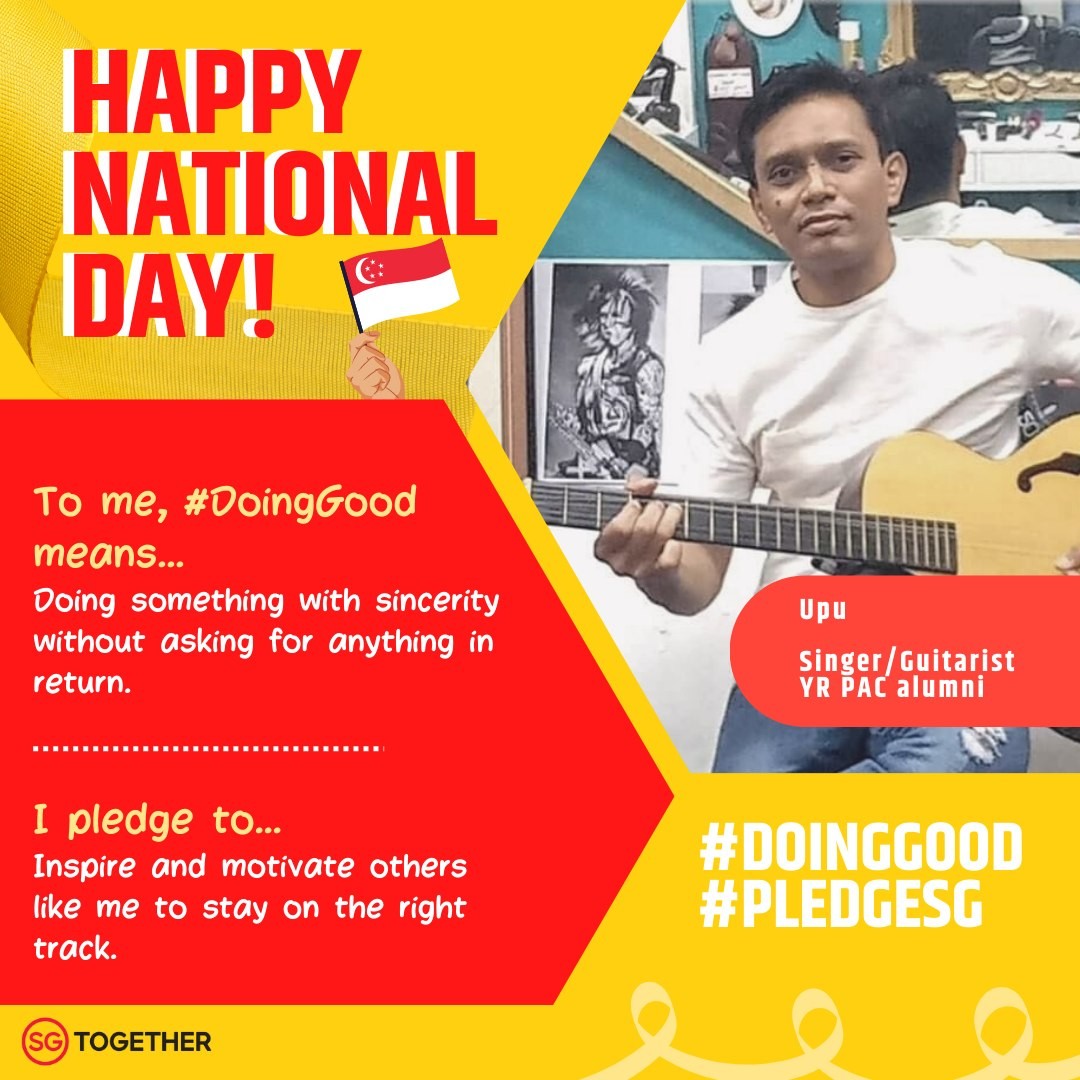 HAPPY
NATIONAL
DAY!
To me, #DoingGood
means...
Doing something with sincerity
without asking for anything in
return.
I pledge to...
Inspire and motivate others
like me to stay on the right
track.
Upu
Singer/Guitarist
YR PAC alumni
#DOINGGOOD
#PLEDGESG
SG TOGETHER